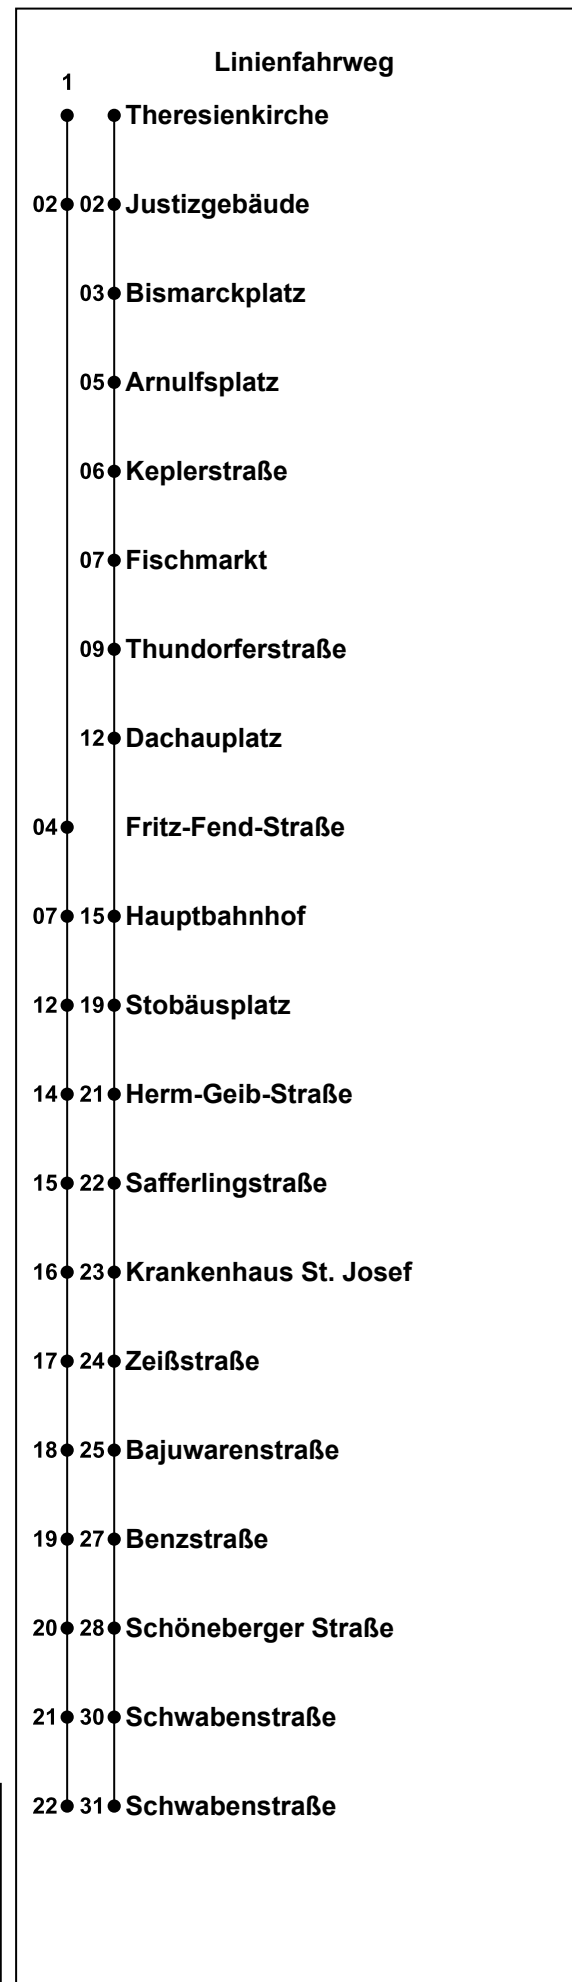 Linienfahrweg
1
Theresienkirche
02 02 Justizgebäude
03 Bismarckplatz
05 Arnulfsplatz
06 Keplerstraße
07 Fischmarkt
09 Thundorferstraße
12 Dachauplatz
04 Fritz-Fend-Straße
07 15 Hauptbahnhof
12 19 Stobäusplatz
14 21 Herm-Geib-Straße
15 22 Safferlingstraße
16 23 Krankenhaus St. Josef
17 24 Zeißstraße
18 25 Bajuwarenstraße
19 27 Benzstraße
20 28 Schöneberger Straße
21 30 Schwabenstraße
22 31 Schwabenstraße